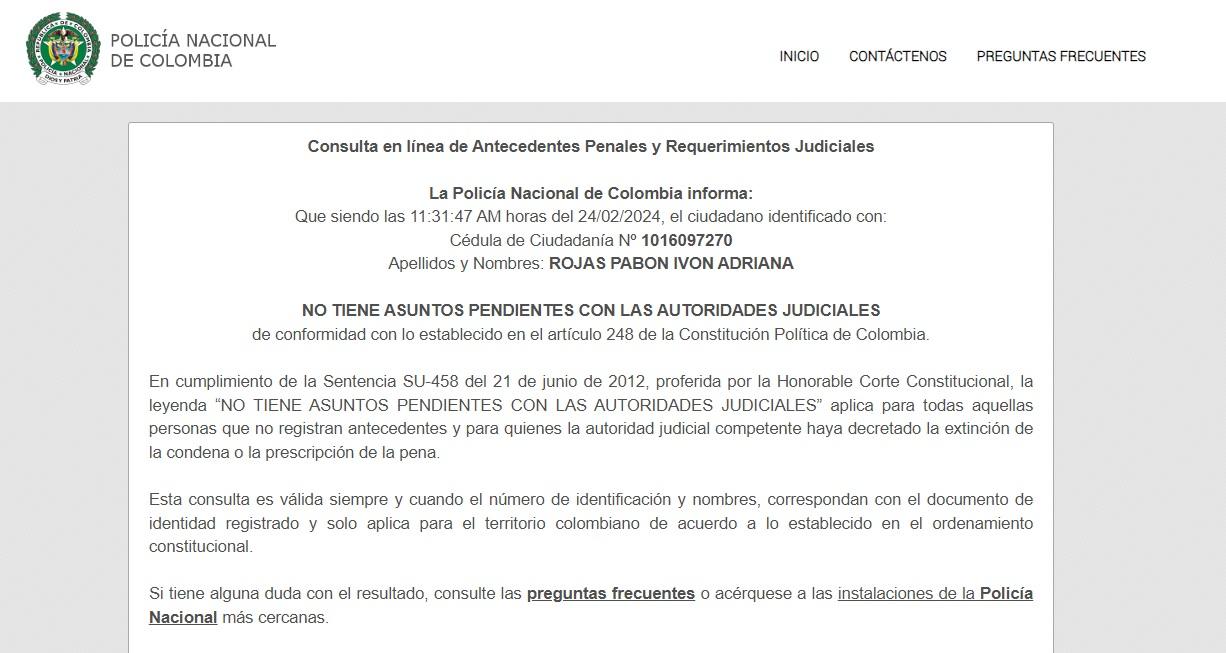 REPÚBLICA DE COLOMBIA
POLICÍA NACIONAL
DIOS Y PATRIA
POLICÍA NACIONAL
DE COLOMBIA
INICIO CONTÁCTENOS PREGUNTAS FRECUENTES
Consulta en línea de Antecedentes Penales y Requerimientos Judiciales
La Policía Nacional de Colombia informa:
Que siendo las 11:31:47 AM horas del 24/02/2024, el ciudadano identificado con:
Cédula de Ciudadanía Nº 1016097270
Apellidos y Nombres: ROJAS PABON IVON ADRIANA
NO TIENE ASUNTOS PENDIENTES CON LAS AUTORIDADES JUDICIALES
de conformidad con lo establecido en el artículo 248 de la Constitución Política de Colombia.
En cumplimiento de la Sentencia SU-458 del 21 de junio de 2012, proferida por la Honorable Corte Constitucional, la
leyenda “NO TIENE ASUNTOS PENDIENTES CON LAS AUTORIDADES JUDICIALES” aplica para todas aquellas
personas que no registran antecedentes y para quienes la autoridad judicial competente haya decretado la extinción de
la condena o la prescripción de la pena.
Esta consulta es válida siempre y cuando el número de identificación y nombres, correspondan con el documento de
identidad registrado y solo aplica para el territorio colombiano de acuerdo a lo establecido en el ordenamiento
constitucional.
Si tiene alguna duda con el resultado, consulte las preguntas frecuentes o acérquese a las instalaciones de la Policía
Nacional más cercanas.